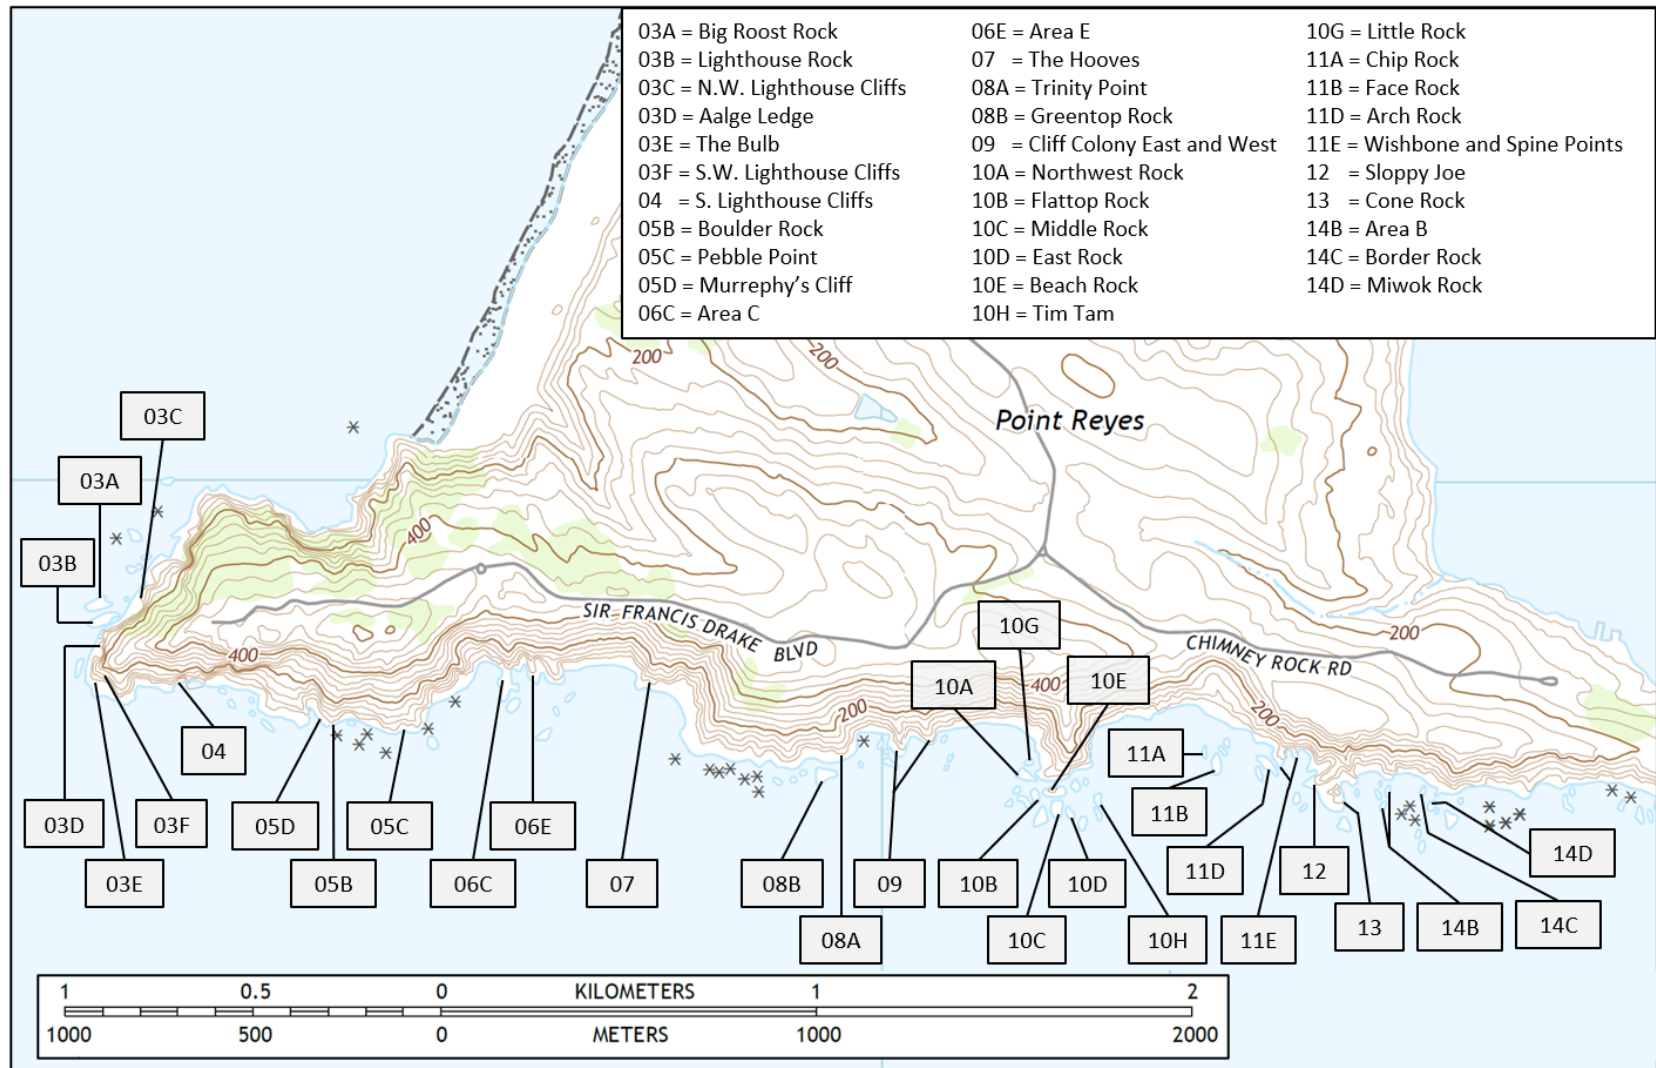 03A = Big Roost Rock
03B = Lighthouse Rock
03C = N.W. Lighthouse Cliffs
03D = Aalge Ledge
03E = The Bulb
03F = S.W. Lighthouse Cliffs
04 = S. Lighthouse Cliffs
05B = Boulder Rock
05C = Pebble Point
05D = Murrephy's Cliff
06C = Area C
06E = Area E
07 = The Hooves
08A = Trinity Point
08B = Greentop Rock
09 = Cliff Colony East and West
10A = Northwest Rock
10B = Flattop Rock
10C = Middle Rock
10D = East Rock
10E = Beach Rock
10H = Tim Tam
10G = Little Rock
11A = Chip Rock
11B = Face Rock
11D = Arch Rock
11E = Wishbone and Spine Points
12 = Sloppy Joe
13 = Cone Rock
14B = Area B
14C = Border Rock
14D = Miwok Rock
200
200
Point Reyes
03C
03A
400
03B
SIR FRANCIS DRAKE BLVD
10G
200
CHIMNEY ROCK RD
400
10A
400
10E
200
200
04
11A
11B
03D
03F
05D
05C
06E
14D
03E
05B
06C
07
08B
09
10B
10D
11D
12
08A
10C
10H
11E
13
14B
14C
1 0.5 0 KILOMETERS 1 2
1000 500 0 METERS 1000 2000